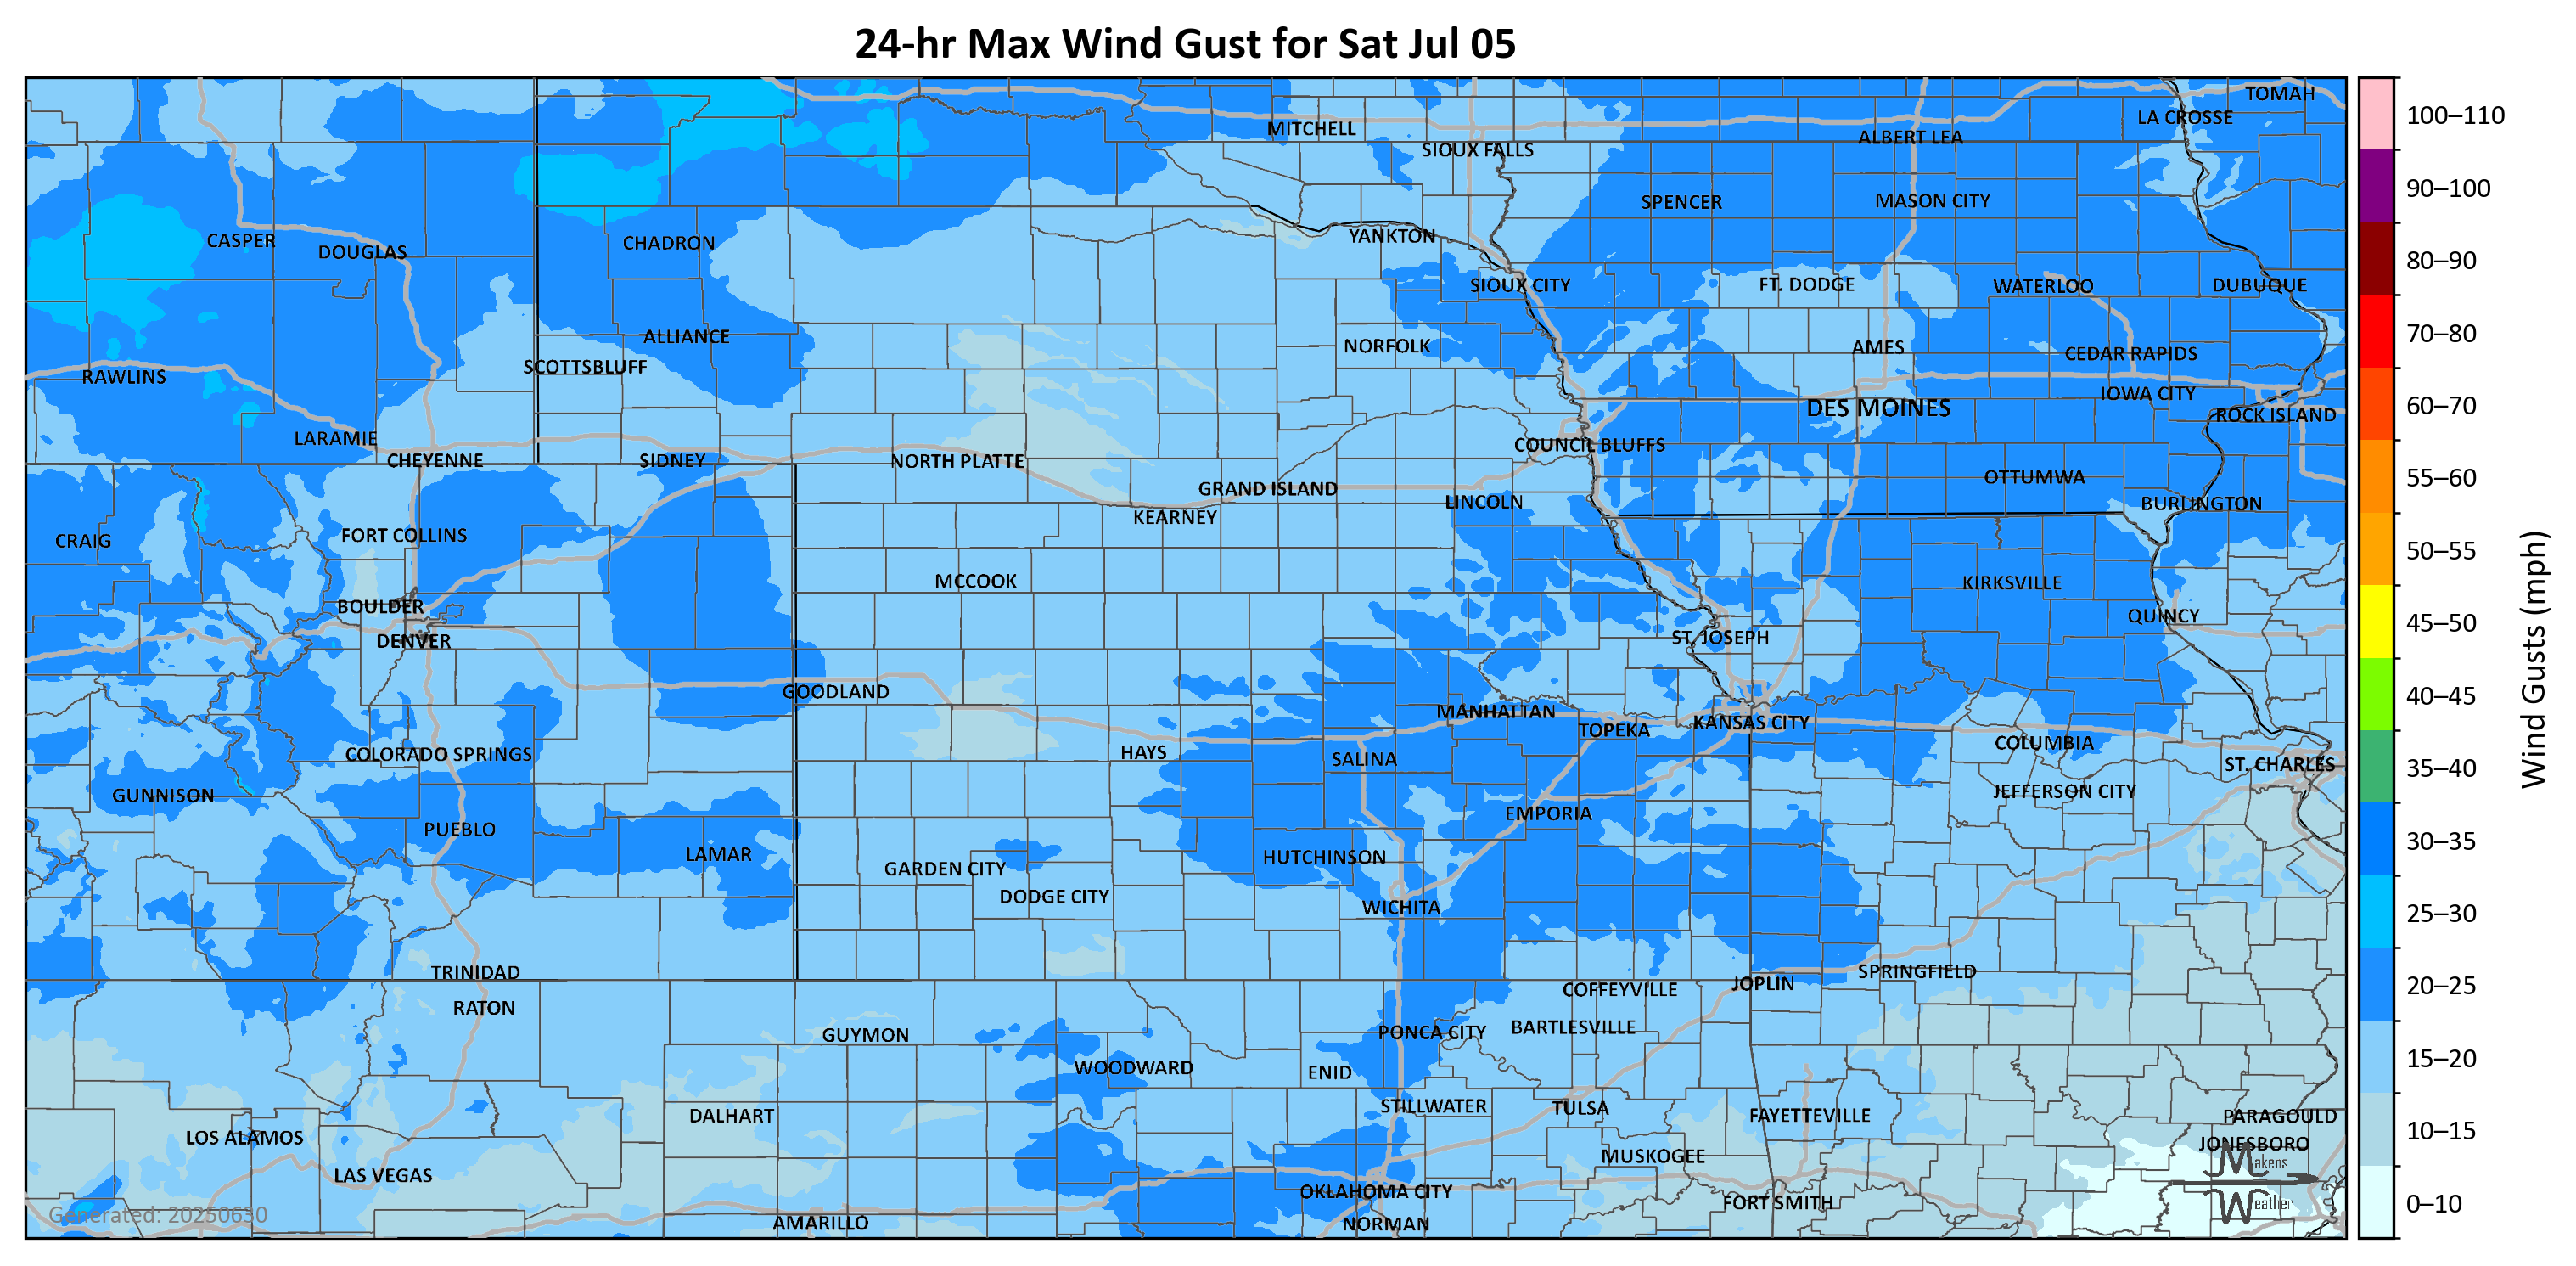 24-hr Max Wind Gust for Sat Jul 05
TOMAH
LA CROSSE
MITCHELL
ALBERT LEA
SIOUX FALLS
SPENCER
MASON CITY
CASPER
DOUGLAS
CHADRON
YANKTON
SIOUX CITY
FT. DODGE
WATERLOO
DUBUQUE
ALLIANCE
NORFOLK
AMES
CEDAR RAPIDS
SCOTTSBLUFF
RAWLINS
IOWA CITY
DES MOINES
ROCK ISLAND
LARAMIE
COUNCIL BLUFFS
CHEYENNE
SIDNEY
NORTH PLATTE
OTTUMWA
GRAND ISLAND
LINCOLN
BURLINGTON
KEARNEY
FORT COLLINS
CRAIG
MCCOOK
KIRKSVILLE
BOULDER
QUINCY
DENVER
ST. JOSEPH
GOODLAND
MANHATTAN
KANSAS CITY
TOPEKA
COLUMBIA
COLORADO SPRINGS
HAYS
SALINA
ST. CHARLES
GUNNISON
JEFFERSON CITY
EMPORIA
PUEBLO
LAMAR
HUTCHINSON
GARDEN CITY
DODGE CITY
WICHITA
TRINIDAD
SPRINGFIELD
JOPLIN
COFFEYVILLE
RATON
BARTLESVILLE
PONCA CITY
GUYMON
WOODWARD
ENID
STILLWATER
TULSA
DALHART
FAYETTEVILLE
PARAGOULD
LOS ALAMOS
JONESBORO
MUSKOGEE
LAS VEGAS
OKLAHOMA CITY
FORT SMITH
AMARILLO
NORMAN
Generated: 20250630
Makens
Weather
100–110
90–100
80–90
70–80
60–70
55–60
50–55
45–50
40–45
35–40
30–35
25–30
20–25
15–20
10–15
0–10
Wind Gusts (mph)